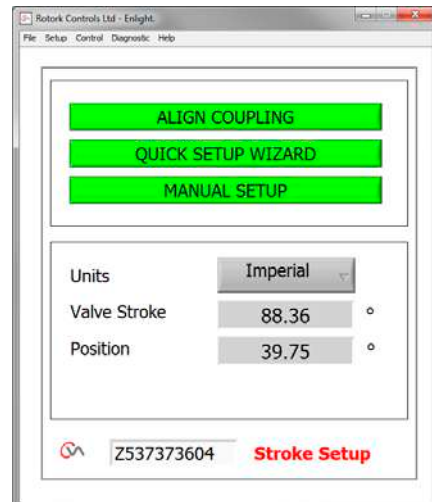 Rotork Controls Ltd - Enlight.
File Setup Control Diagnostic Help
ALIGN COUPLING
QUICK SETUP WIZARD
MANUAL SETUP
Units Imperial
Valve Stroke 88.36 °
Position 39.75 °
Z537373604 Stroke Setup